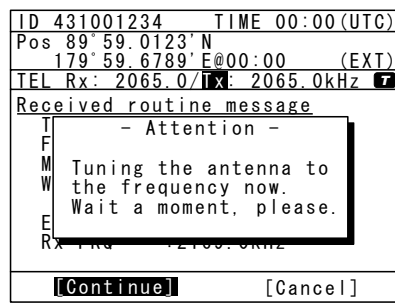 ID 431001234 TIME 00:00(UTC)
Pos 89°59.0123'N
179°59.6789'E@00:00 (EXT)
TEL Rx: 2065.0/Tx: 2065.0kHz T
Received routine message
T
F
M
W
E
- Attention -
Tuning the antenna to
the frequency now.
Wait a moment, please.
[Continue] [Cancel]